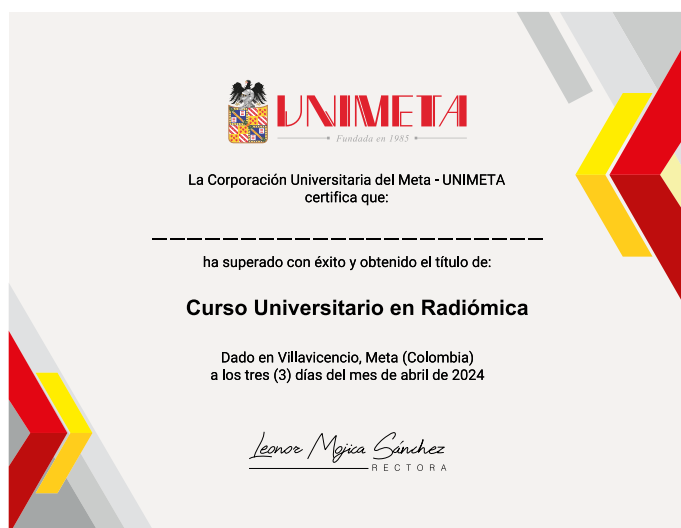 UNIMETA
Fundada en 1985
La Corporación Universitaria del Meta - UNIMETA
certifica que:
ha superado con éxito y obtenido el título de:
Curso Universitario en Radiómica
Dado en Villavicencio, Meta (Colombia)
a los tres (3) días del mes de abril de 2024
Leonor Mojica Sánchez
RECTORA